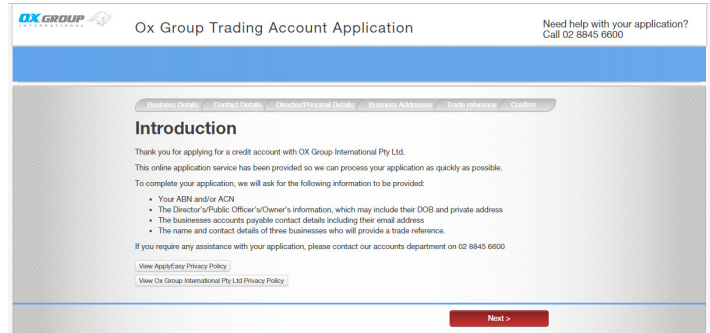 OX GROUP
INTERNATIONAL
Ox Group Trading Account Application
Need help with your application?
Call 02 8845 6600
Business Details
Contact Details
Director/Principal Details
Business Addresses
Trade reference
Confirm
Introduction
Thank you for applying for a credit account with OX Group International Pty Ltd.
This online application service has been provided so we can process your application as quickly as possible.
To complete your application, we will ask for the following information to be provided:
• Your ABN and/or ACN
• The Director's/Public Officer's/Owner's information, which may include their DOB and private address
• The businesses accounts payable contact details including their email address
• The name and contact details of three businesses who will provide a trade reference.
If you require any assistance with your application, please contact our accounts department on 02 8845 6600
View ApplyEasy Privacy Policy
View Ox Group International Pty Ltd Privacy Policy
Next >